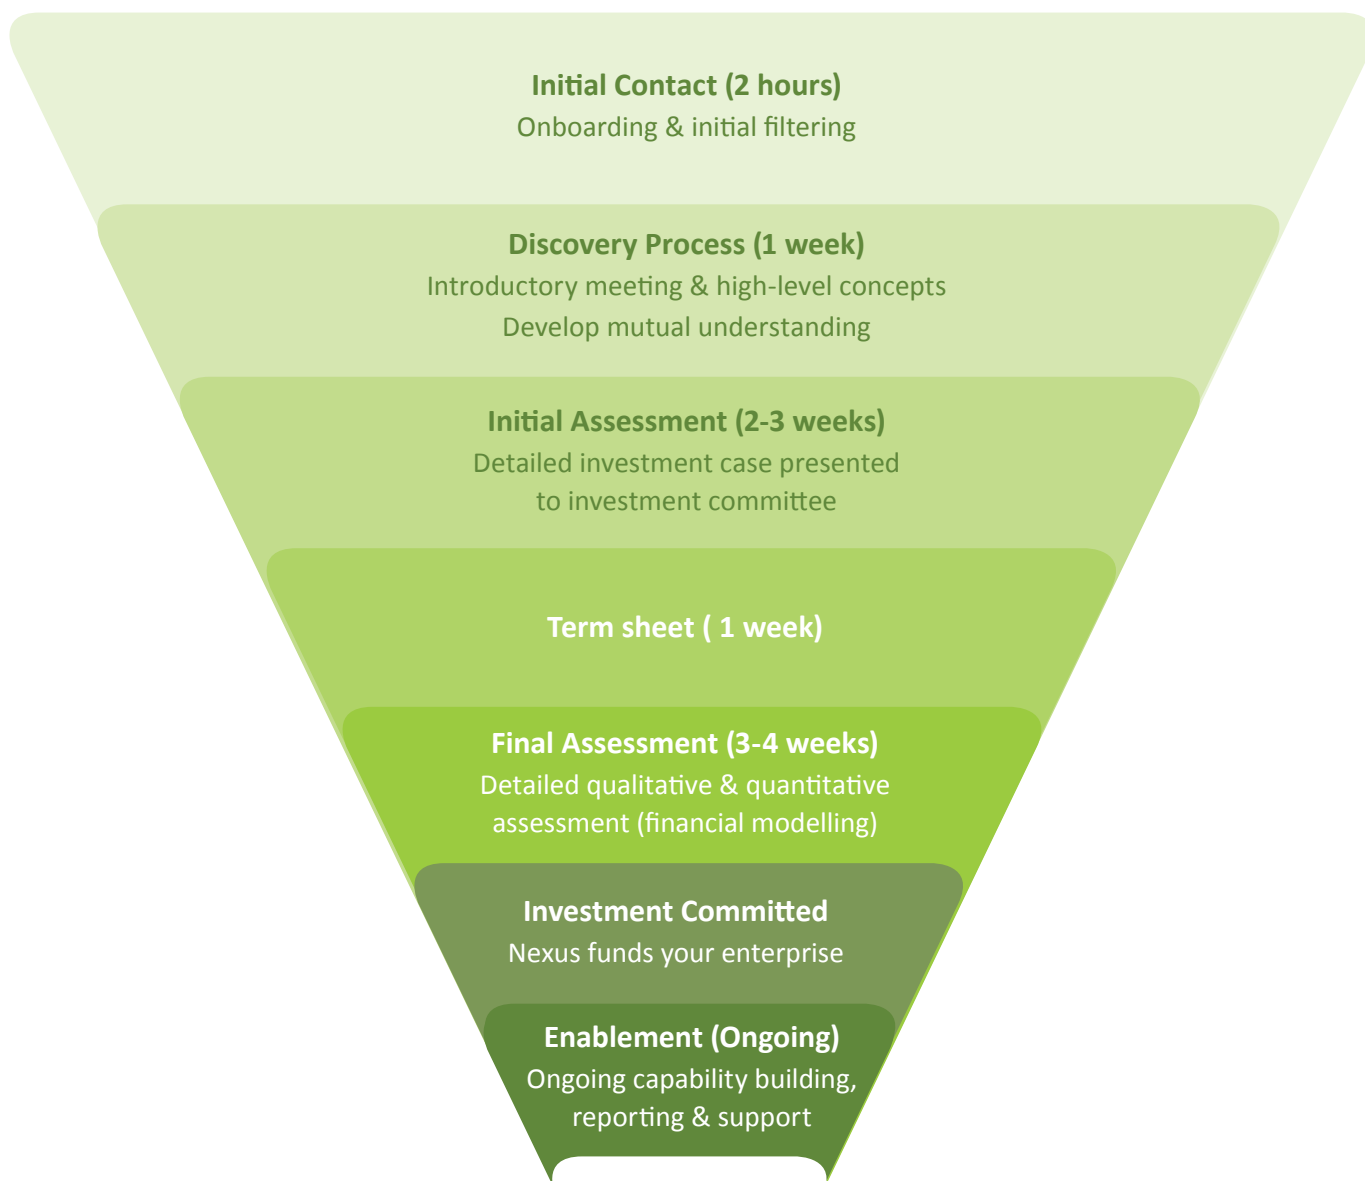 Initial Contact (2 hours)
Onboarding & initial filtering
Discovery Process (1 week)
Introductory meeting & high-level concepts
Develop mutual understanding
Initial Assessment (2-3 weeks)
Detailed investment case presented
to investment committee
Term sheet ( 1 week)
Final Assessment (3-4 weeks)
Detailed qualitative & quantitative
assessment (financial modelling)
Investment Committed
Nexus funds your enterprise
Enablement (Ongoing)
Ongoing capability building,
reporting & support